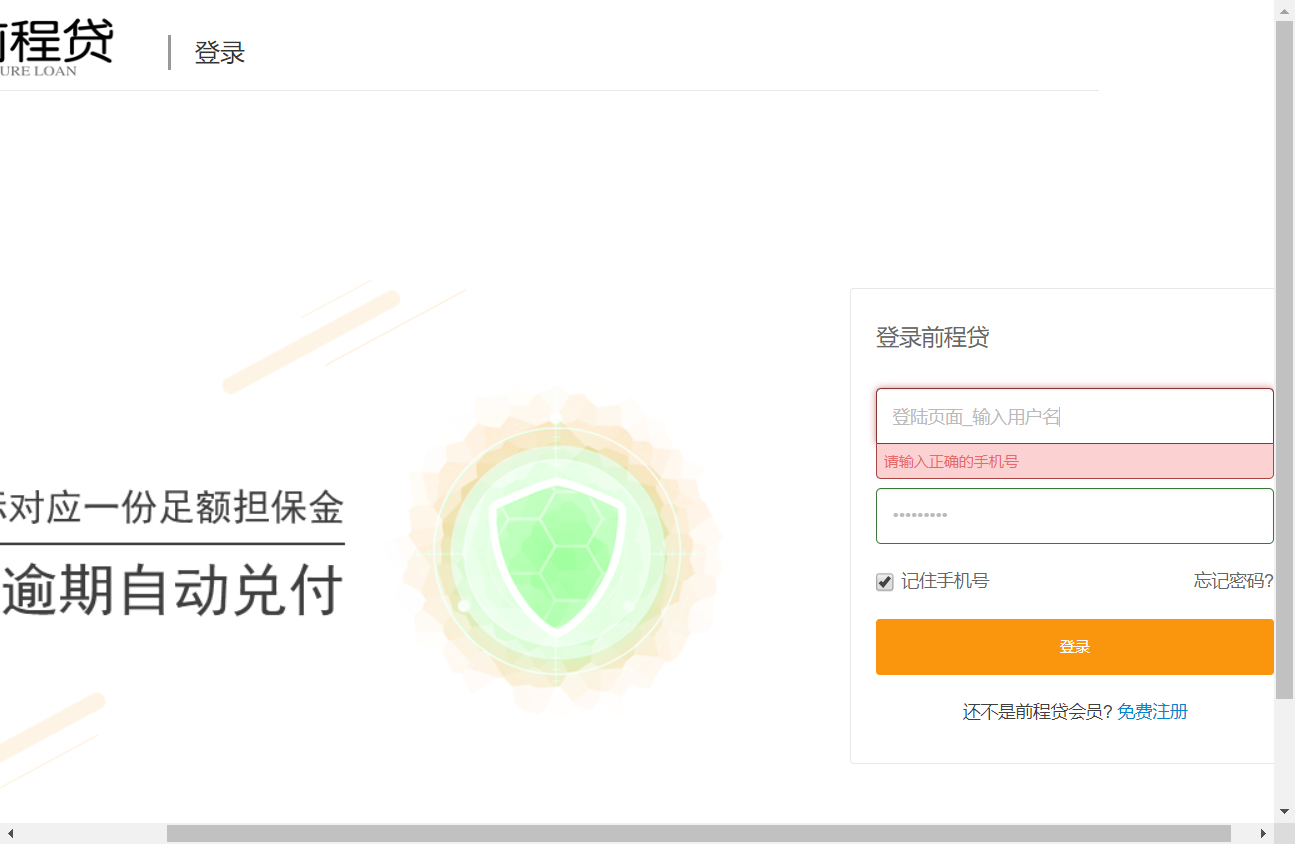 前程贷
URE LOAN
登录
标对应一份足额担保金
逾期自动兑付
登录前程贷
登陆页面_输入用户名
请输入正确的手机号
•••••••••
记住手机号
忘记密码?
登录
还不是前程贷会员? 免费注册